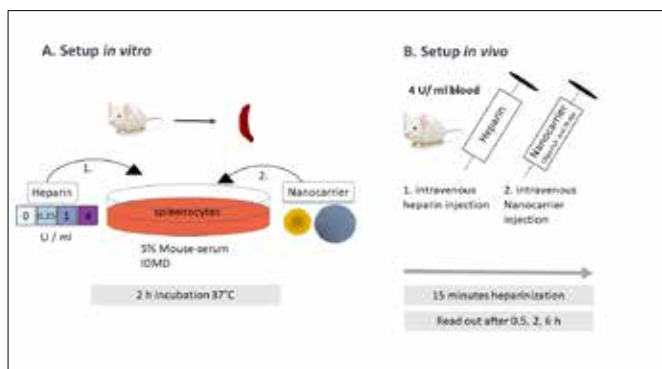 A. Setup in vitro
1.
2.
Heparin
0 0.25 1 4
U / ml
spleenocytes
Nanocarrier
5% Mouse-serum
IDMD
2 h incubation 37°C
B. Setup in vivo
4 U/ ml blood
Heparin
Nanocarrier
1. intravenous
heparin injection
2. intravenous
Nanocarrier
injection
15 minutes heparinization
Read out after 0.5, 2, 6 h